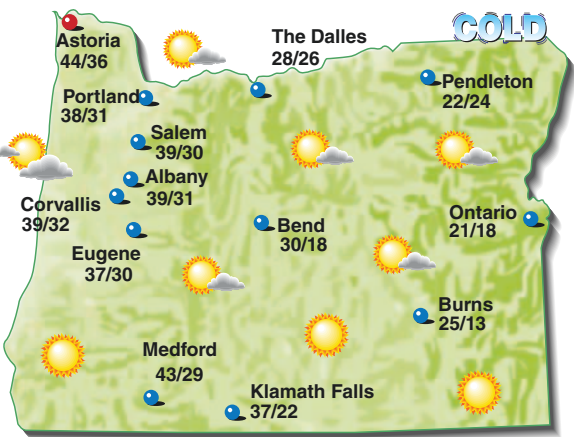 COLD
Astoria
44/36
The Dalles
28/26
Pendleton
22/24
Portland
38/31
Salem
39/30
Albany
39/31
Corvallis
39/32
Ontario
21/18
Bend
30/18
Eugene
37/30
Burns
25/13
Medford
43/29
Klamath Falls
37/22